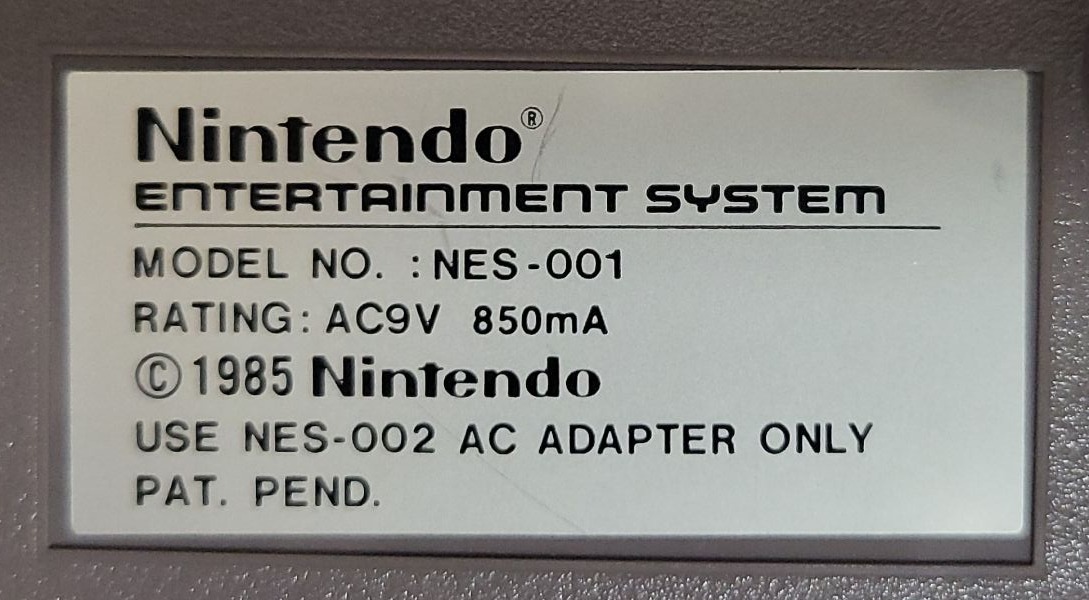 Nintendo®
ENTERTAINMENT SYSTEM
MODEL NO. : NES-001
RATING: AC9V 850mA
©1985 Nintendo
USE NES-002 AC ADAPTER ONLY
PAT. PEND.